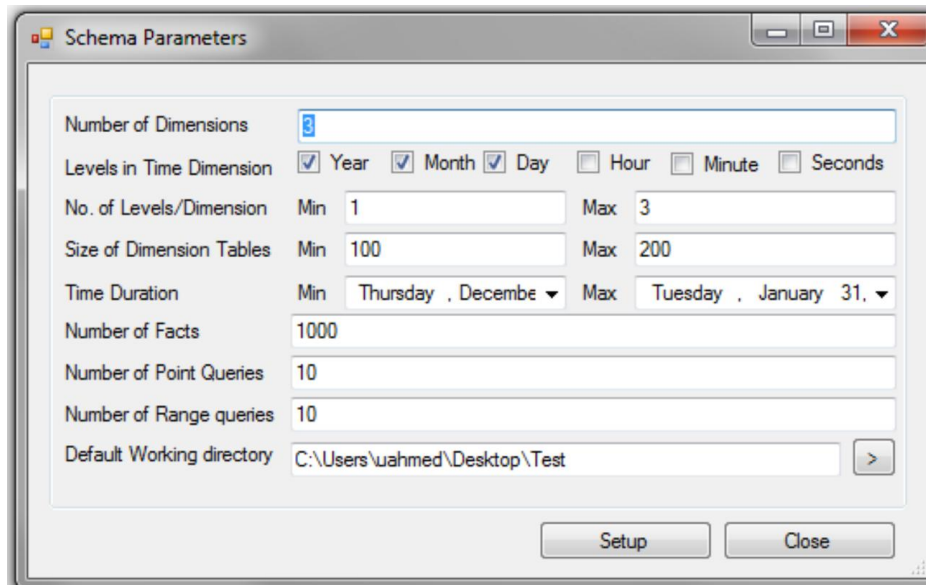 Schema Parameters
Number of Dimensions 3
Levels in Time Dimension Year Month Day Hour Minute Seconds
No. of Levels/Dimension Min 1 Max 3
Size of Dimension Tables Min 100 Max 200
Time Duration Min Thursday , Decembe Max Tuesday , January 31,
Number of Facts 1000
Number of Point Queries 10
Number of Range queries 10
Default Working directory C:\Users\uahmed\Desktop\Test >
Setup Close